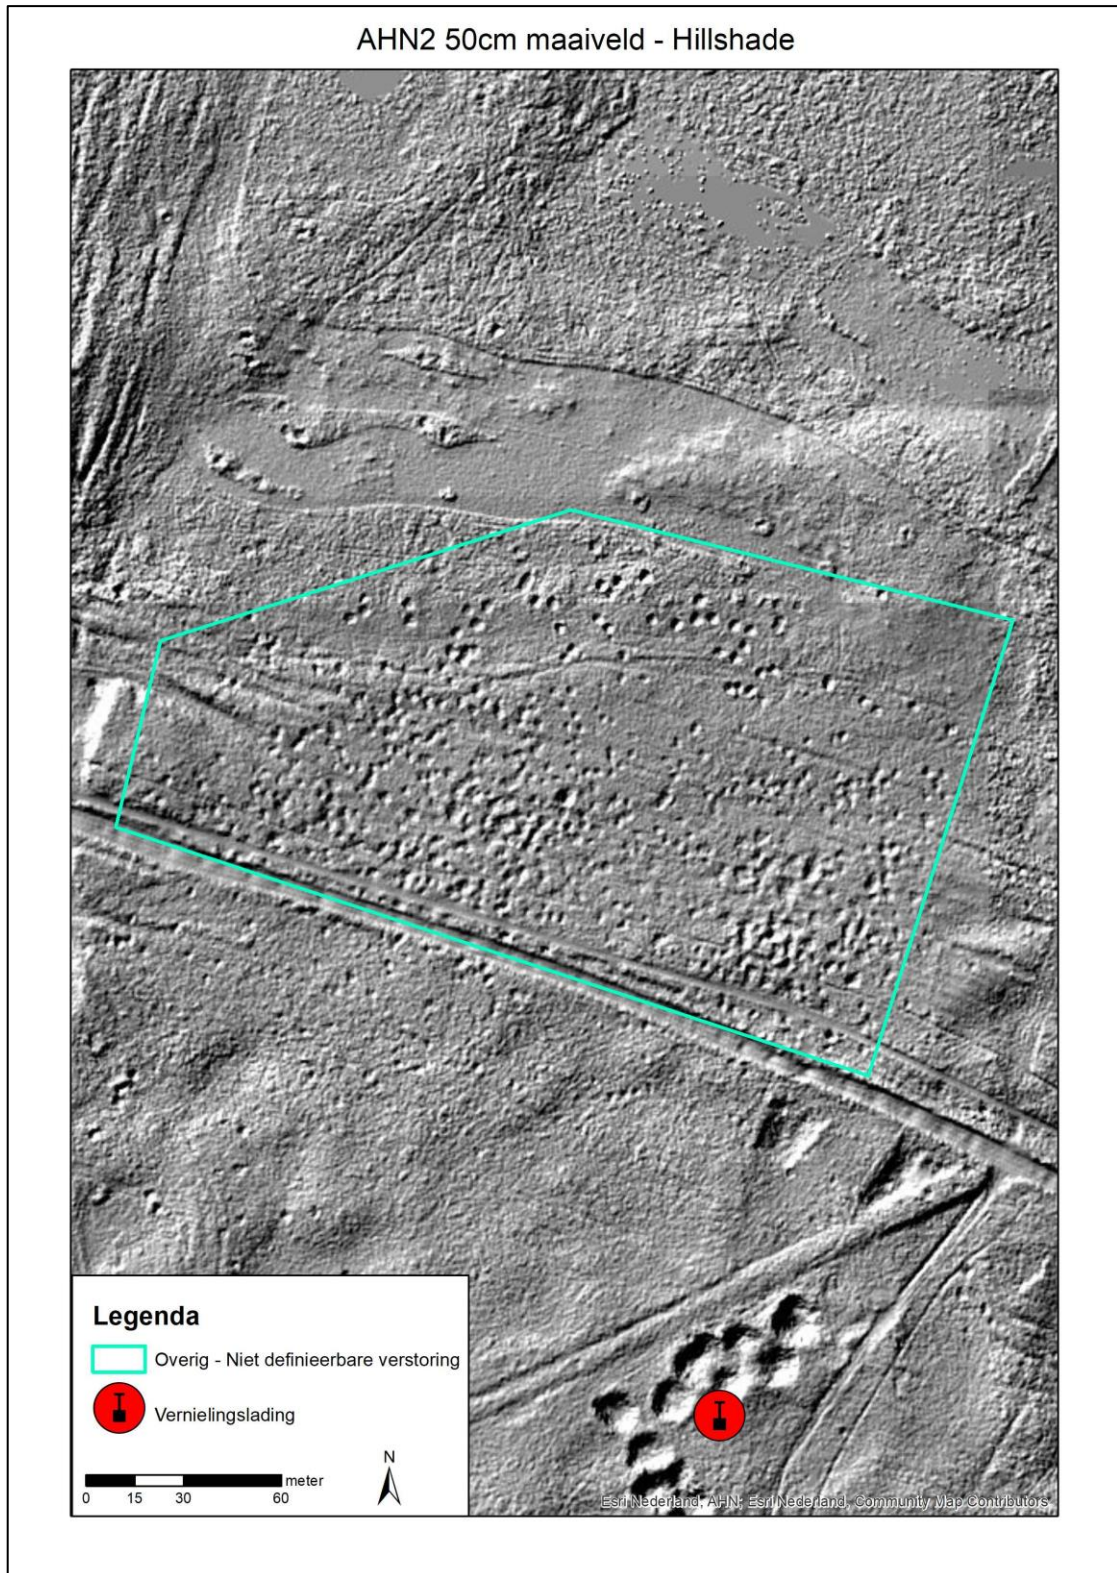 AHN2 50cm maaiveld - Hillshade
Legenda
Overig - Niet definieerbare verstoring
Vernielingslading
N
meter
0 15 30 60
Esri Nederland, AHN; Esri Nederland, Community Map Contributors